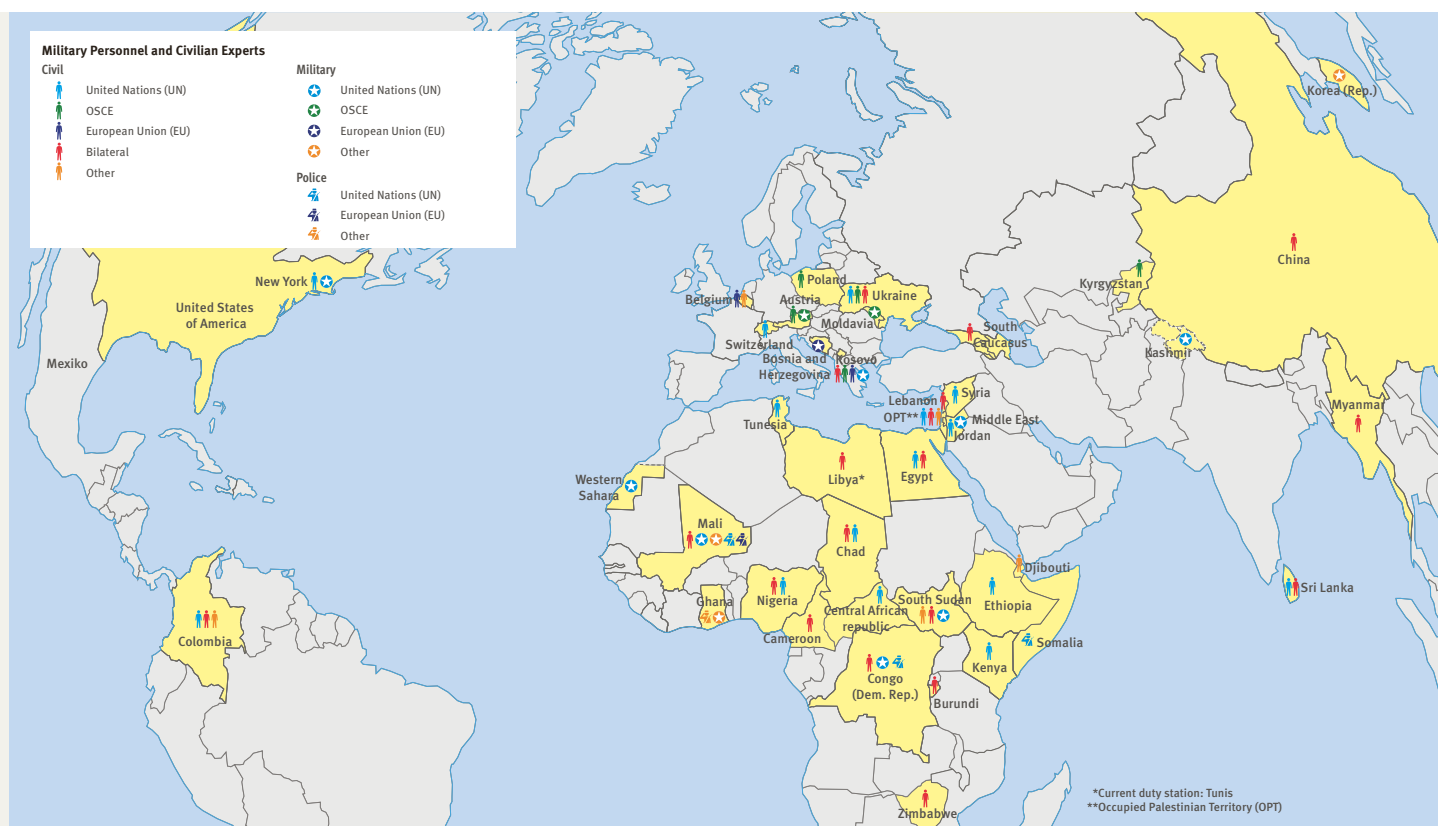 Military Personnel and Civilian Experts
Civil
United Nations (UN)
OSCE
European Union (EU)
Bilateral
Other
Military
United Nations (UN)
OSCE
European Union (EU)
Other
Police
United Nations (UN)
European Union (EU)
Other
Korea (Rep.)
China
New York
United States
of America
Mexiko
Poland
Belgium
Austria
Ukraine
Moldavia
Switzerland
Bosnia and
Herzegovina
Kosovo
Kyrgyzstan
South
Caucasus
Kashmir
Lebanon
Syria
OPT**
Middle East
Jordan
Tunesia
Myanmar
Western
Sahara
Libya*
Egypt
Mali
Chad
Djibouti
Nigeria
Ghana
Central African
republic
South Sudan
Ethiopia
Sri Lanka
Colombia
Cameroon
Somalia
Kenya
Congo
(Dem. Rep.)
Burundi
Zimbabwe
*Current duty station: Tunis
**Occupied Palestinian Territory (OPT)